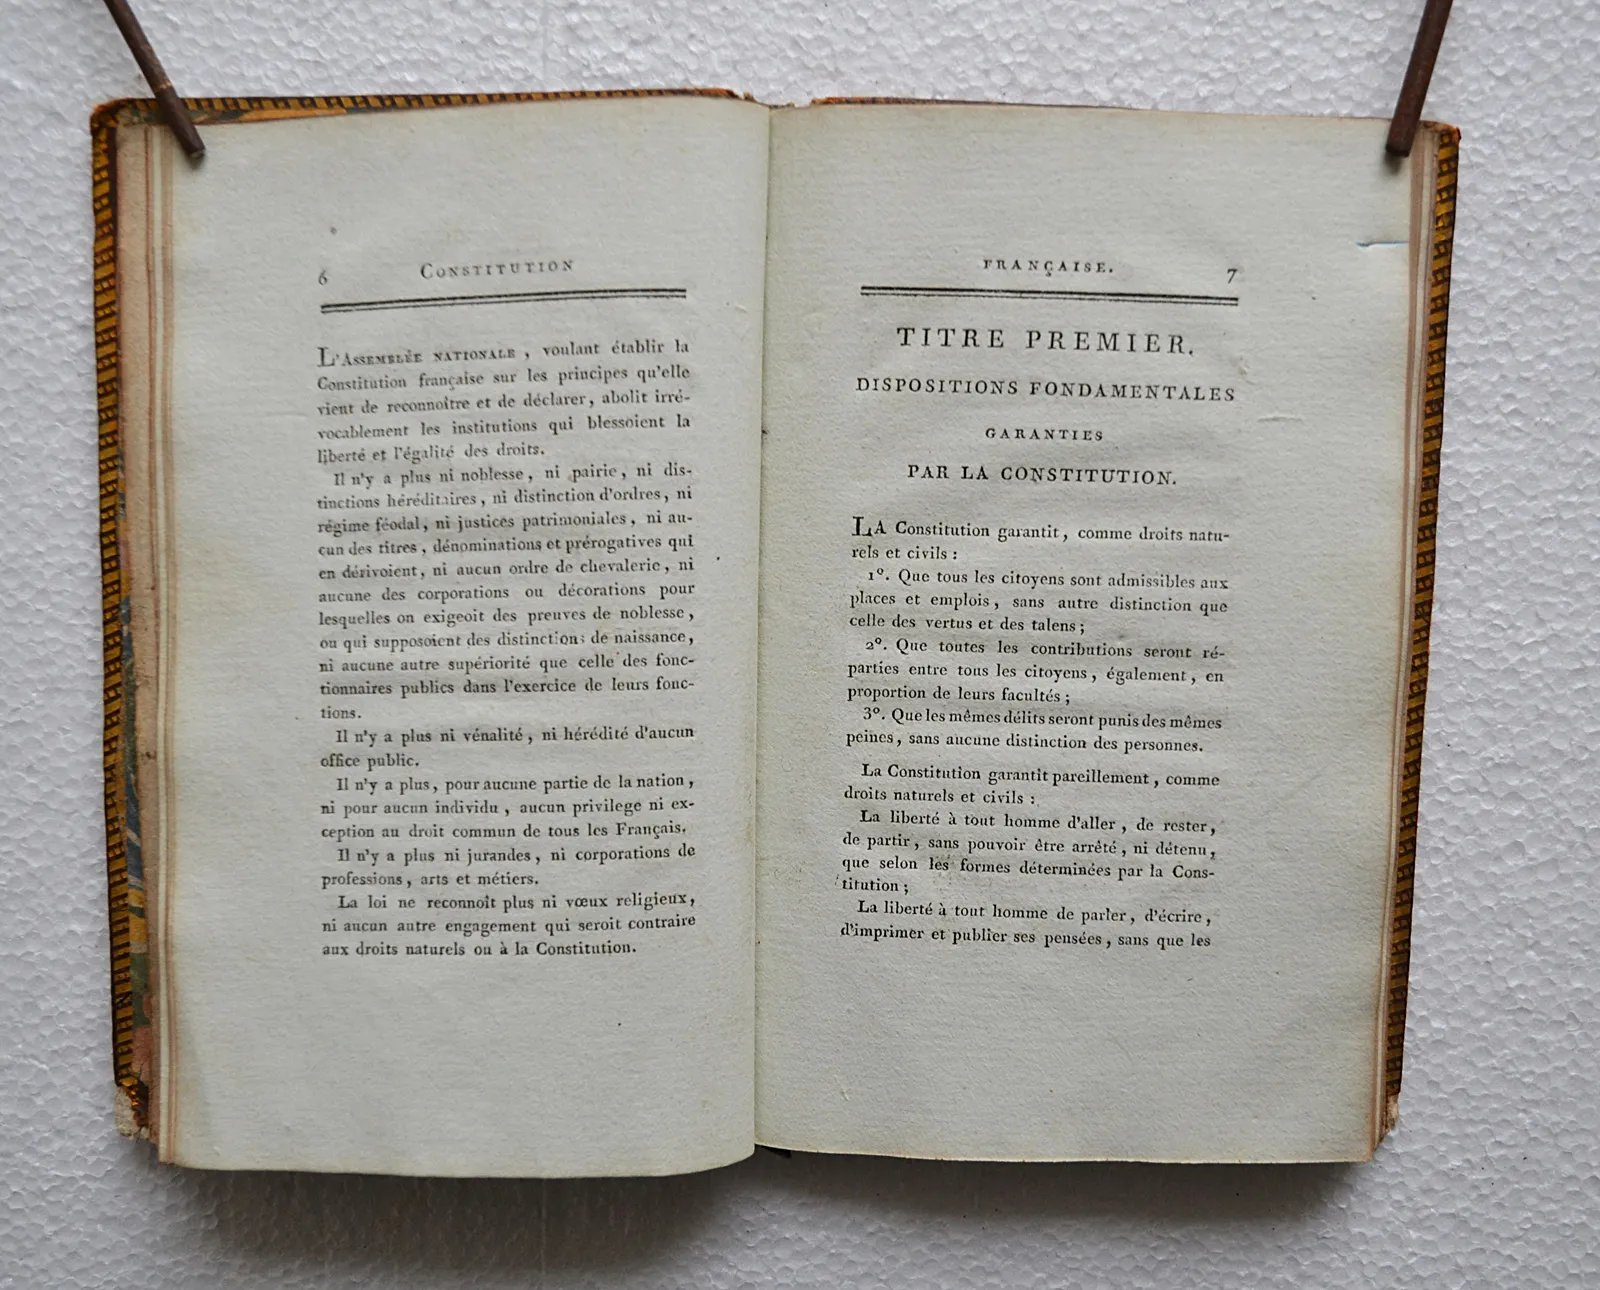 6 CONSTITUTION
L'ASSEMBLÉE NATIONALE, voulant établir la
Constitution française sur les principes qu'elle
vient de reconnoître et de déclarer, abolit irré-
vocablement les institutions qui blessoient la
liberté et l'égalité des droits.
Il n'y a plus ni noblesse, ni pairie, ni dis-
tinctions héréditaires, ni distinction d'ordres, ni
régime féodal, ni justices patrimoniales, ni au-
cun des titres, dénominations et prérogatives qui
en dérivoient, ni aucun ordre de chevalerie, ni
aucune des corporations ou décorations pour
lesquelles on exigeoit des preuves de noblesse,
ou qui supposoient des distinctions de naissance,
ni aucune autre supériorité que celle des fonc-
tionnaires publics dans l'exercice de leurs fonc-
tions.
Il n'y a plus ni vénalité, ni hérédité d'aucun
office public.
Il n'y a plus, pour aucune partie de la nation,
ni pour aucun individu, aucun privilege ni ex-
ception au droit commun de tous les Français.
Il n'y a plus ni jurandes, ni corporations de
professions, arts et métiers.
La loi ne reconnoît plus ni vœux religieux,
ni aucun autre engagement qui seroit contraire
aux droits naturels ou à la Constitution.
FRANÇAISE. 7
TITRE PREMIER.
DISPOSITIONS FONDAMENTALES
GARANTIES
PAR LA CONSTITUTION.
LA Constitution garantit, comme droits natu-
rels et civils :
1°. Que tous les citoyens sont admissibles aux
places et emplois, sans autre distinction que
celle des vertus et des talens ;
2°. Que toutes les contributions seront ré-
parties entre tous les citoyens, également, en
proportion de leurs facultés ;
3°. Que les mêmes délits seront punis des mêmes
peines, sans aucune distinction des personnes.
La Constitution garantit pareillement, comme
droits naturels et civils :
La liberté à tout homme d'aller, de rester,
de partir, sans pouvoir être arrêté, ni détenu,
que selon les formes déterminées par la Cons-
titution ;
La liberté à tout homme de parler, d'écrire,
d'imprimer et publier ses pensées, sans que les